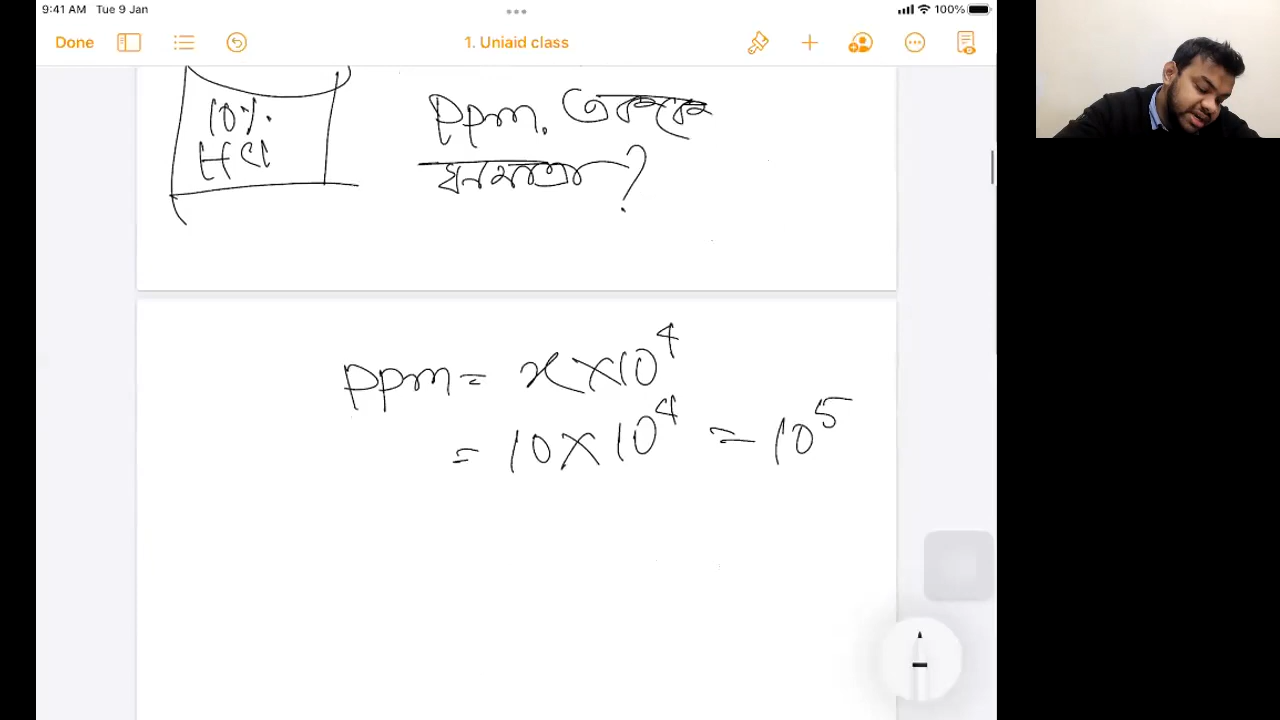 9:41 AM Tue 9 Jan
100%
Done
1. Uniaid class
10%
HCl
ppm. এককে
ঘনমাত্রা?
ppm = x×10⁴
= 10×10⁴ = 10⁵